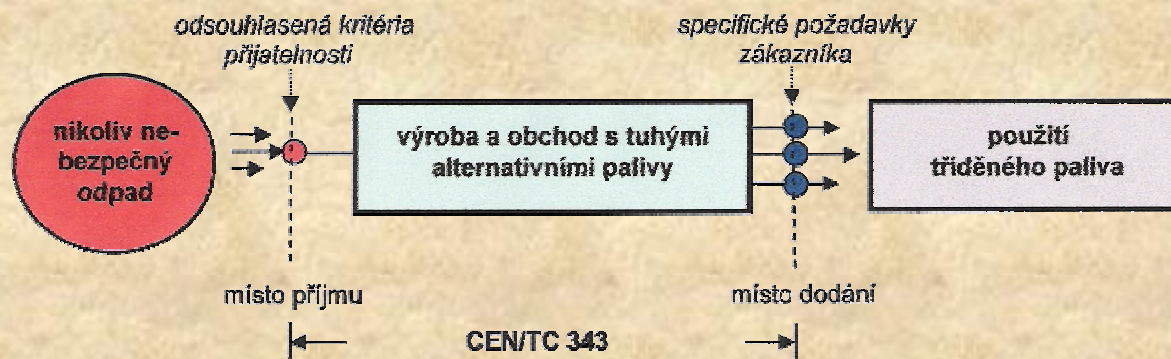 odsouhlasená kritéria
přijatelnosti
specifické požadavky
zákazníka
nikoliv ne-
bezpečný
odpad
výroba a obchod s tuhými
alternativními palivy
použití
tříděného paliva
místo příjmu
místo dodání
CEN/TC 343